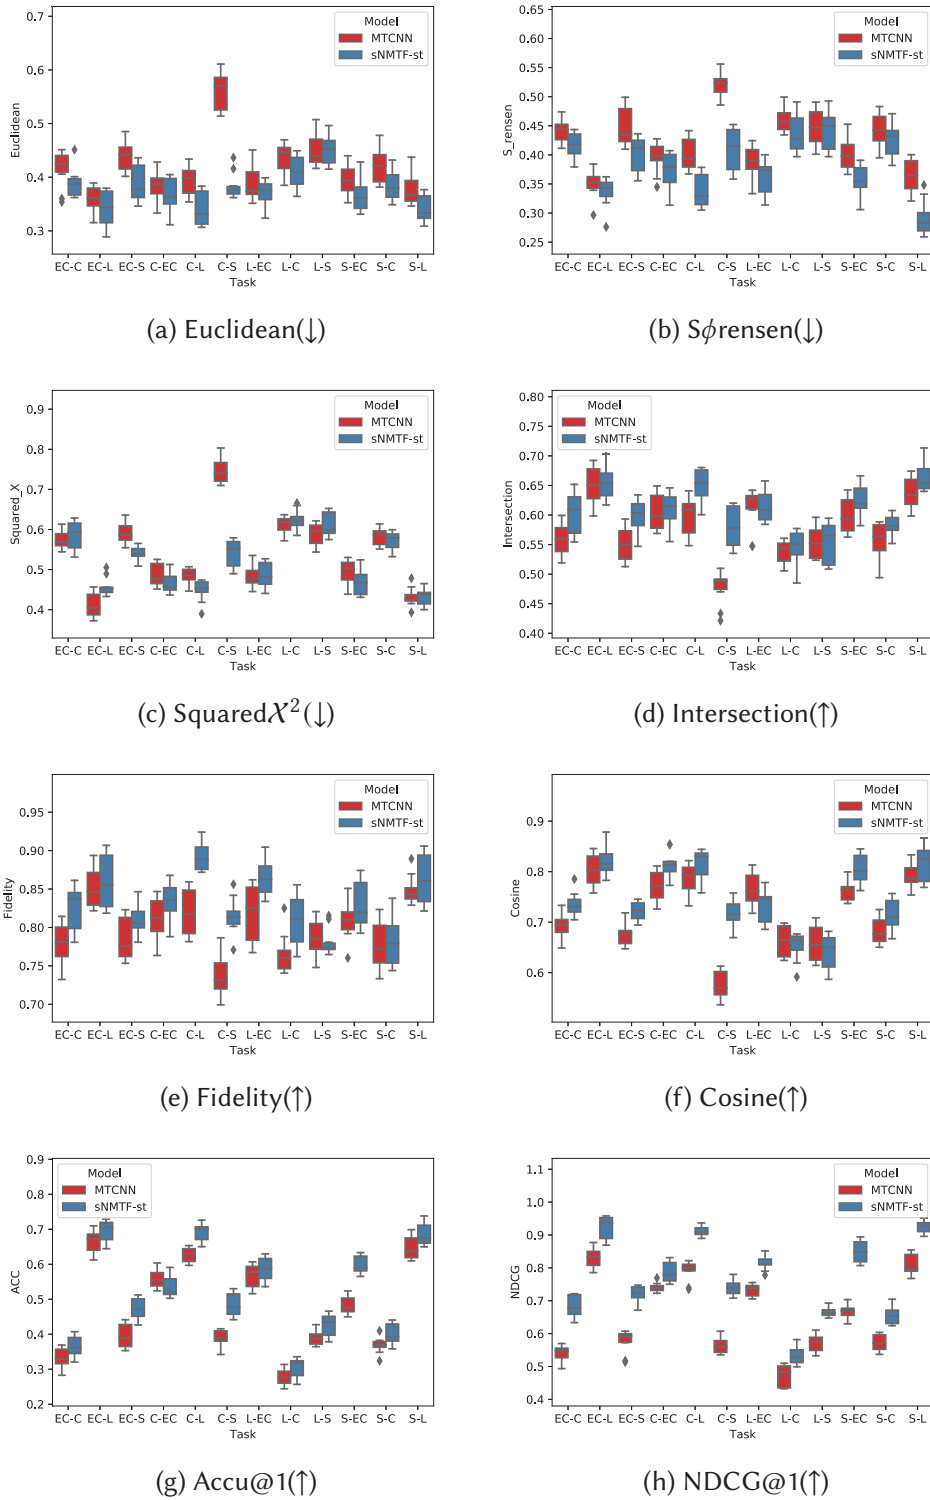 0.7
0.6
0.5
0.4
0.3
Euclidean
Model
MTCNN
sNMTF-st
EC-C EC-L EC-S C-EC C-L C-S L-EC L-C L-S S-EC S-C S-L
Task
(a) Euclidean(↓)
0.65
0.60
0.55
0.50
0.45
0.40
0.35
0.30
0.25
S_rensen
Model
MTCNN
sNMTF-st
EC-C EC-L EC-S C-EC C-L C-S L-EC L-C L-S S-EC S-C S-L
Task
(b) Sϕrensen(↓)
0.9
0.8
0.7
0.6
0.5
0.4
Squared_X
Model
MTCNN
sNMTF-st
EC-C EC-L EC-S C-EC C-L C-S L-EC L-C L-S S-EC S-C S-L
Task
(c) Squared𝒳²(↓)
0.80
0.75
0.70
0.65
0.60
0.55
0.50
0.45
0.40
Intersection
Model
MTCNN
sNMTF-st
EC-C EC-L EC-S C-EC C-L C-S L-EC L-C L-S S-EC S-C S-L
Task
(d) Intersection(↑)
0.95
0.90
0.85
0.80
0.75
0.70
Fidelity
Model
MTCNN
sNMTF-st
EC-C EC-L EC-S C-EC C-L C-S L-EC L-C L-S S-EC S-C S-L
Task
(e) Fidelity(↑)
0.9
0.8
0.7
0.6
Cosine
Model
MTCNN
sNMTF-st
EC-C EC-L EC-S C-EC C-L C-S L-EC L-C L-S S-EC S-C S-L
Task
(f) Cosine(↑)
0.9
0.8
0.7
0.6
0.5
0.4
0.3
0.2
ACC
Model
MTCNN
sNMTF-st
EC-C EC-L EC-S C-EC C-L C-S L-EC L-C L-S S-EC S-C S-L
Task
(g) Accu@1(↑)
1.1
1.0
0.9
0.8
0.7
0.6
0.5
0.4
NDCG
Model
MTCNN
sNMTF-st
EC-C EC-L EC-S C-EC C-L C-S L-EC L-C L-S S-EC S-C S-L
Task
(h) NDCG@1(↑)